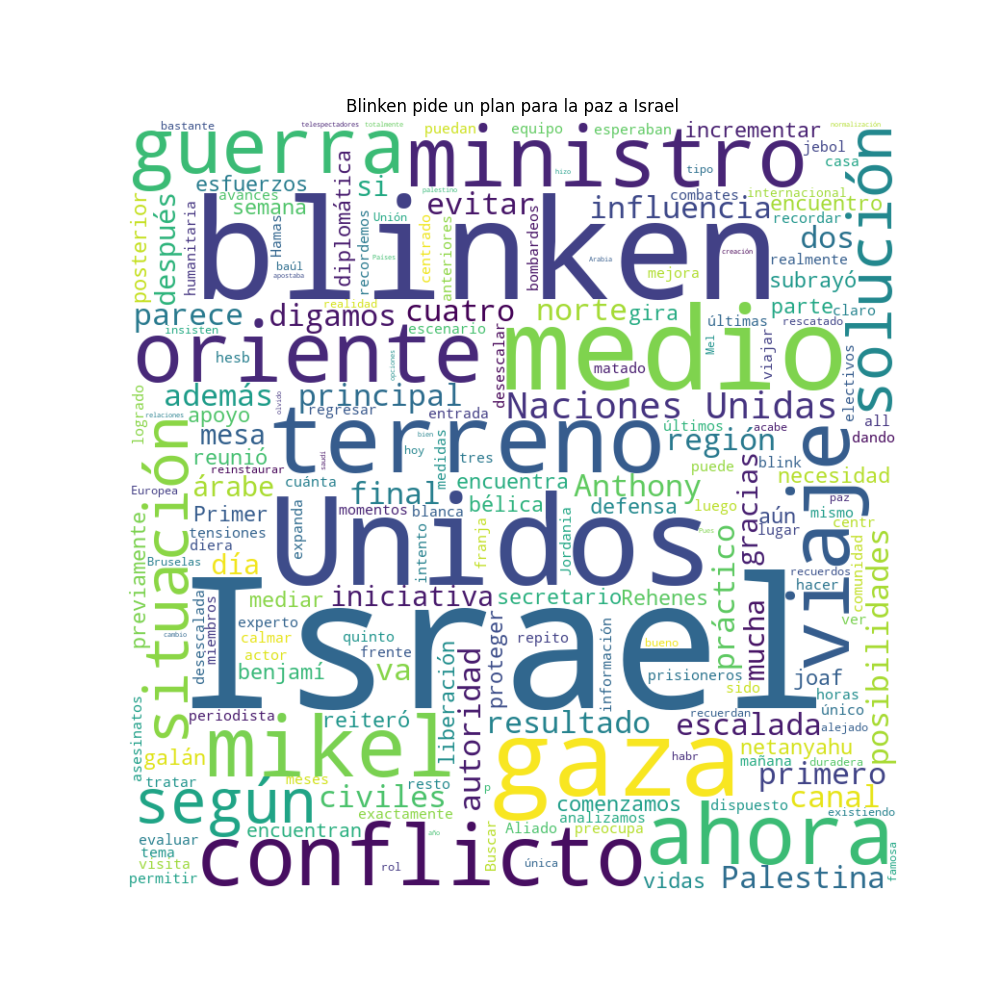 Blinken pide un plan para la paz a Israel
bastante
telespectadores
totalmente
puedan
equipo
esperaban
incrementar
normalización
guerra
ministro
jebol
casa
hizo
tipo
esfuerzos
si
avances
semana
palestino
combates
internacional
encuentro
evitar
influencia
recordar
blinken
posterior
después
humanitaria
Hamas
diplomática
recordemos
Unión
Países
centrado
anteriores
bombardeos
Arabia
creación
dos
realmente
solución
baúl
apostaba
mejora
subrayó
realidad
parece
digamos
cuatro
norte
gira
últimas
parte
claro
rescatado
insisten
escenario
oriente
medio
hesb
opciones
desescalar
matado
Mel
viajar
electivos
logrado
además
principal
olvido
Naciones Unidas
acabe
all
relaciones
apoyo
regresar
entrada
últimos
dando
mesa
terreno
bien
región
reunió
hoy
tres
reinstaurar
saudí
medidas
puede
blink
necesidad
situación
árabe
cuánta
encuentra
Anthony
luego
gracias
viaje
Europea
final
bélica
defensa
paz
Primer
momentos
blanca
aún
mismo
centr
tensiones
expanda
Unidos
intento
franja
Jordania
Pues
lugar
diera
previamente
Bruselas
día
práctico
recuerdos
comunidad
posibilidades
hacer
mediar
iniciativa
secretario
Rehenes
ver
Israel
desescalada
miembros
experto
quinto
proteger
repito
información
bueno
mucha
cambio
calmar
actor
frente
benjamí
va
prisioneros
joaf
sido
horas
único
periodista
reiteró
liberación
autoridad
resultado
recuerdan
escalada
alejado
asesinatos
galán
mikel
gaza
habr
netanyahu
mañana
duradera
tratar
meses
resto
p
primero
según
civiles
exactamente
comenzamos
dispuesto
canal
existiendo
analizamos
encuentran
año
Aliado
preocupa
ahora
evaluar
tema
visita
permitir
conflicto
rol
Buscar
única
vidas
Palestina
famosa